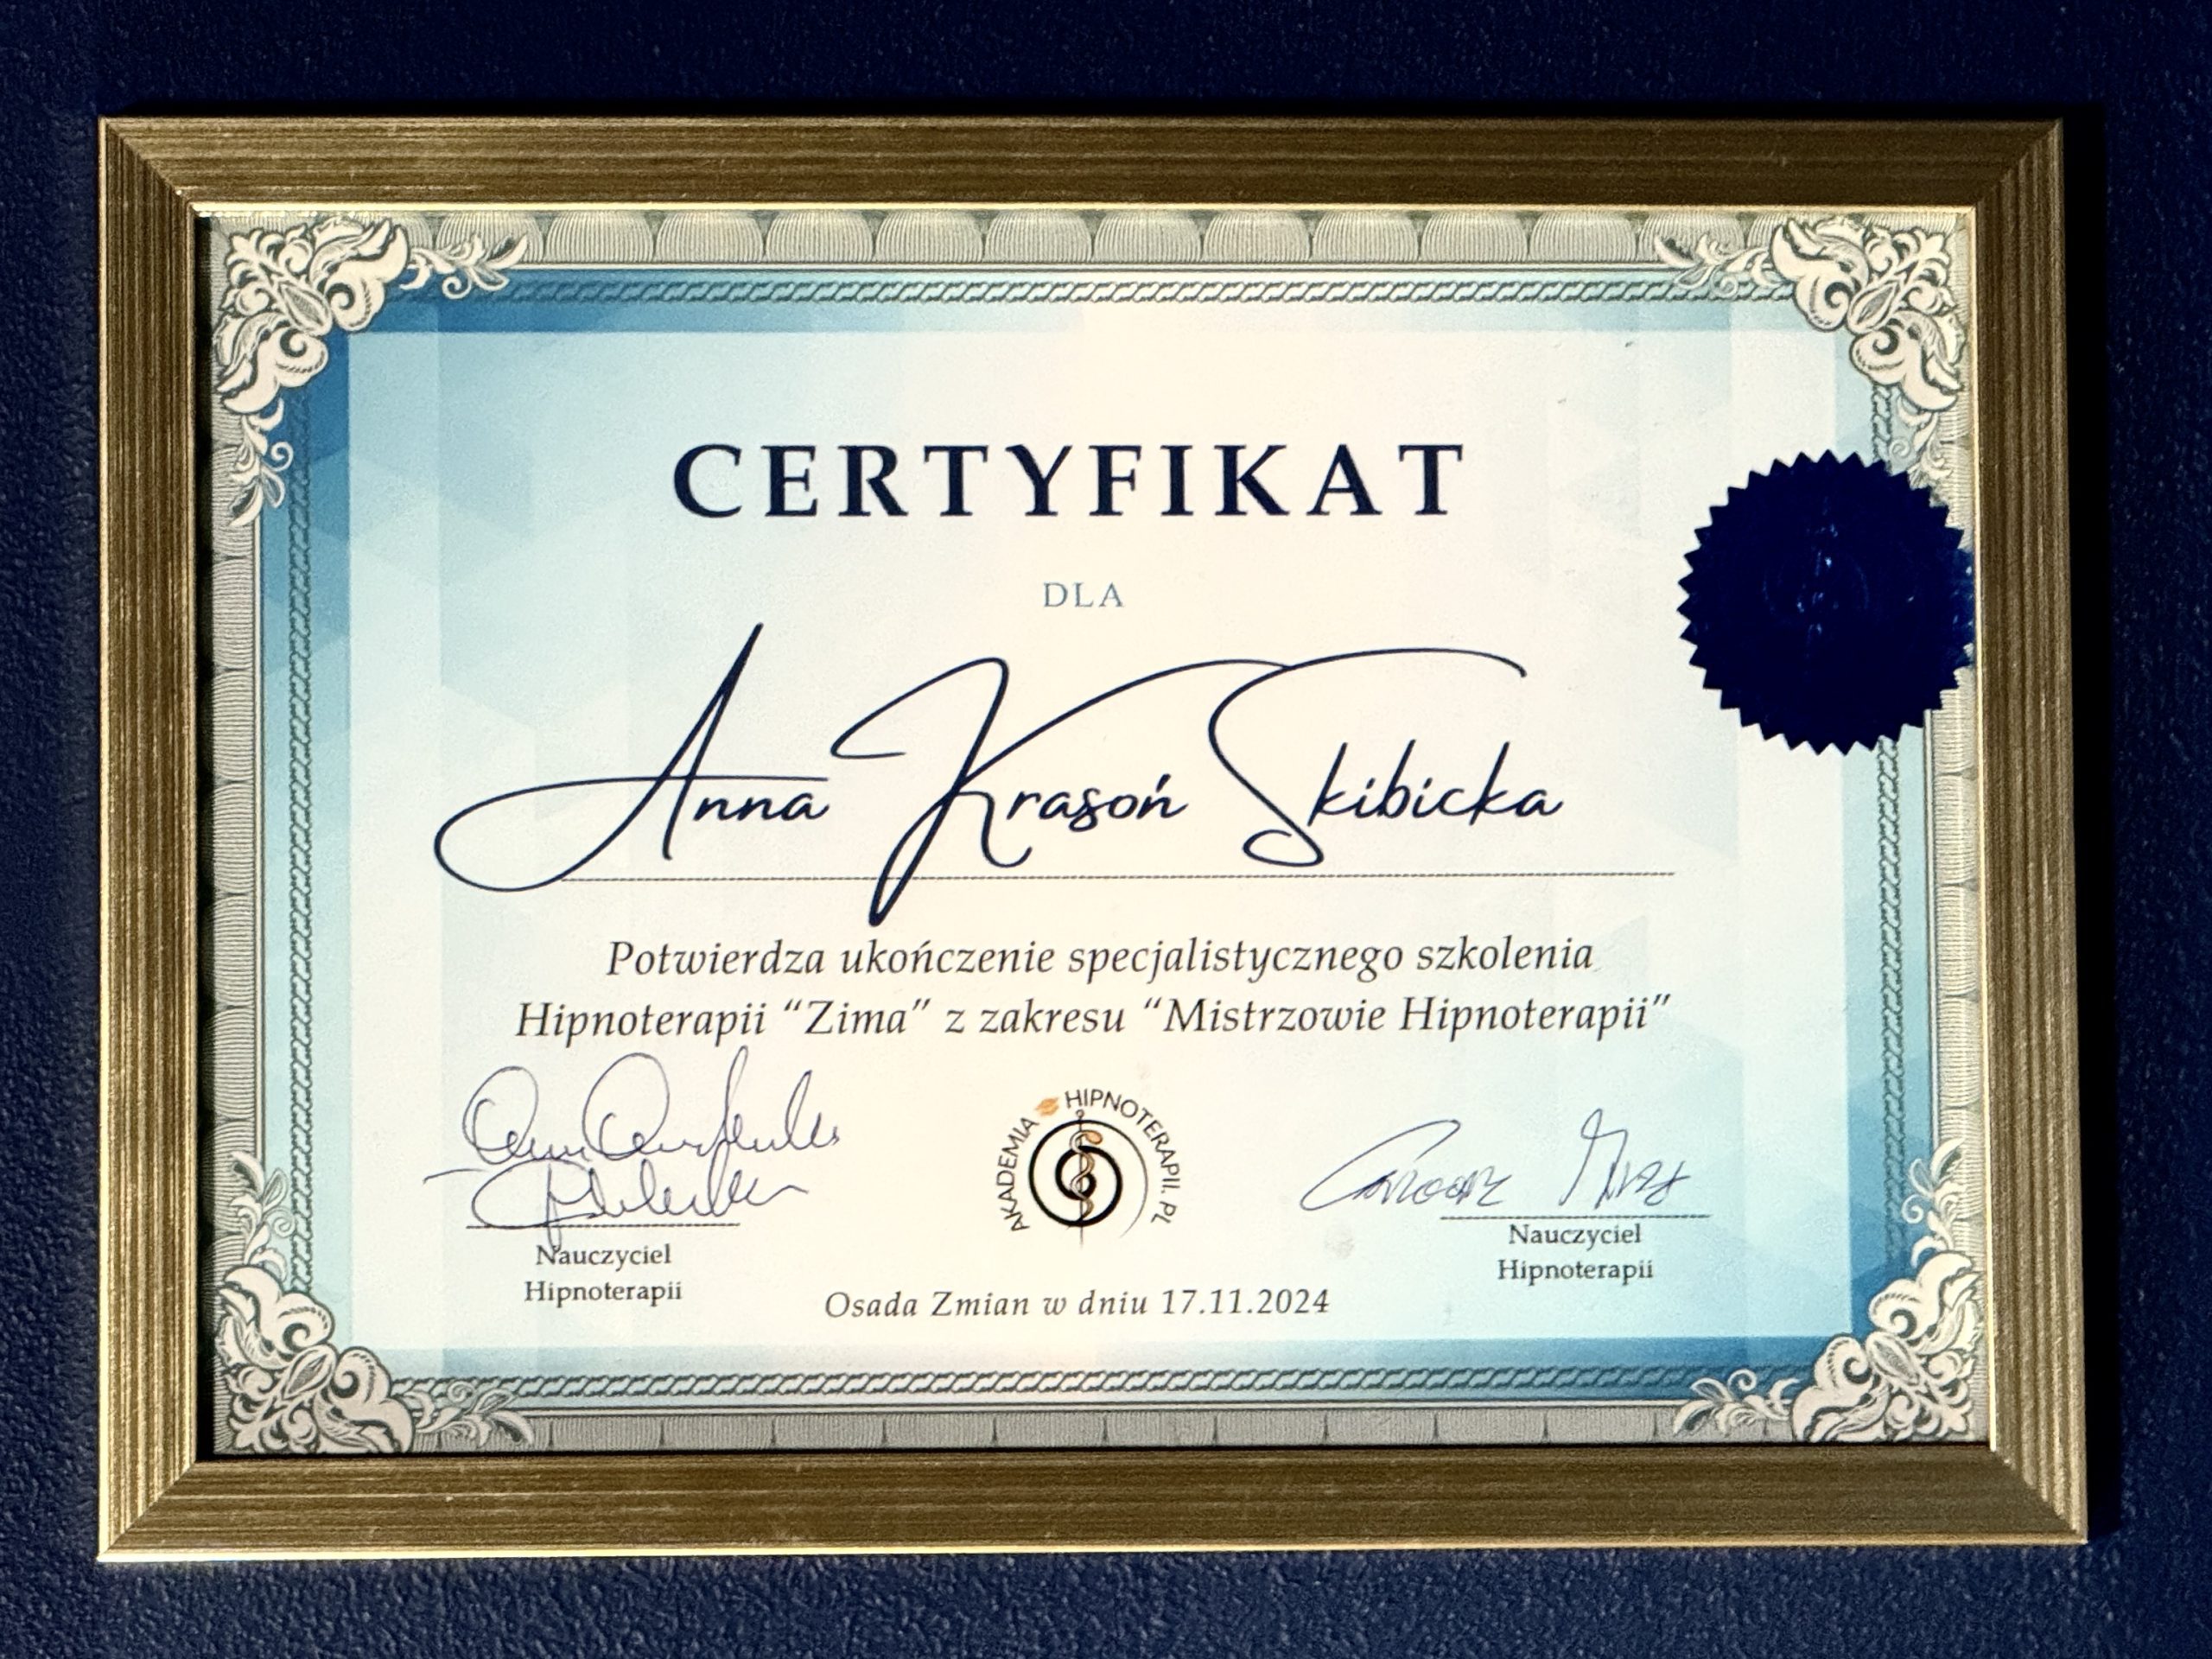 CERTYFIKAT
DLA
Anna Krasoń Skibicka
Potwierdza ukończenie specjalistycznego szkolenia
Hipnoterapii “Zima” z zakresu “Mistrzowie Hipnoterapii”
AKADEMIA HIPNOTERAPII.PL
Nauczyciel
Hipnoterapii
Nauczyciel
Hipnoterapii
Osada Zmian w dniu 17.11.2024